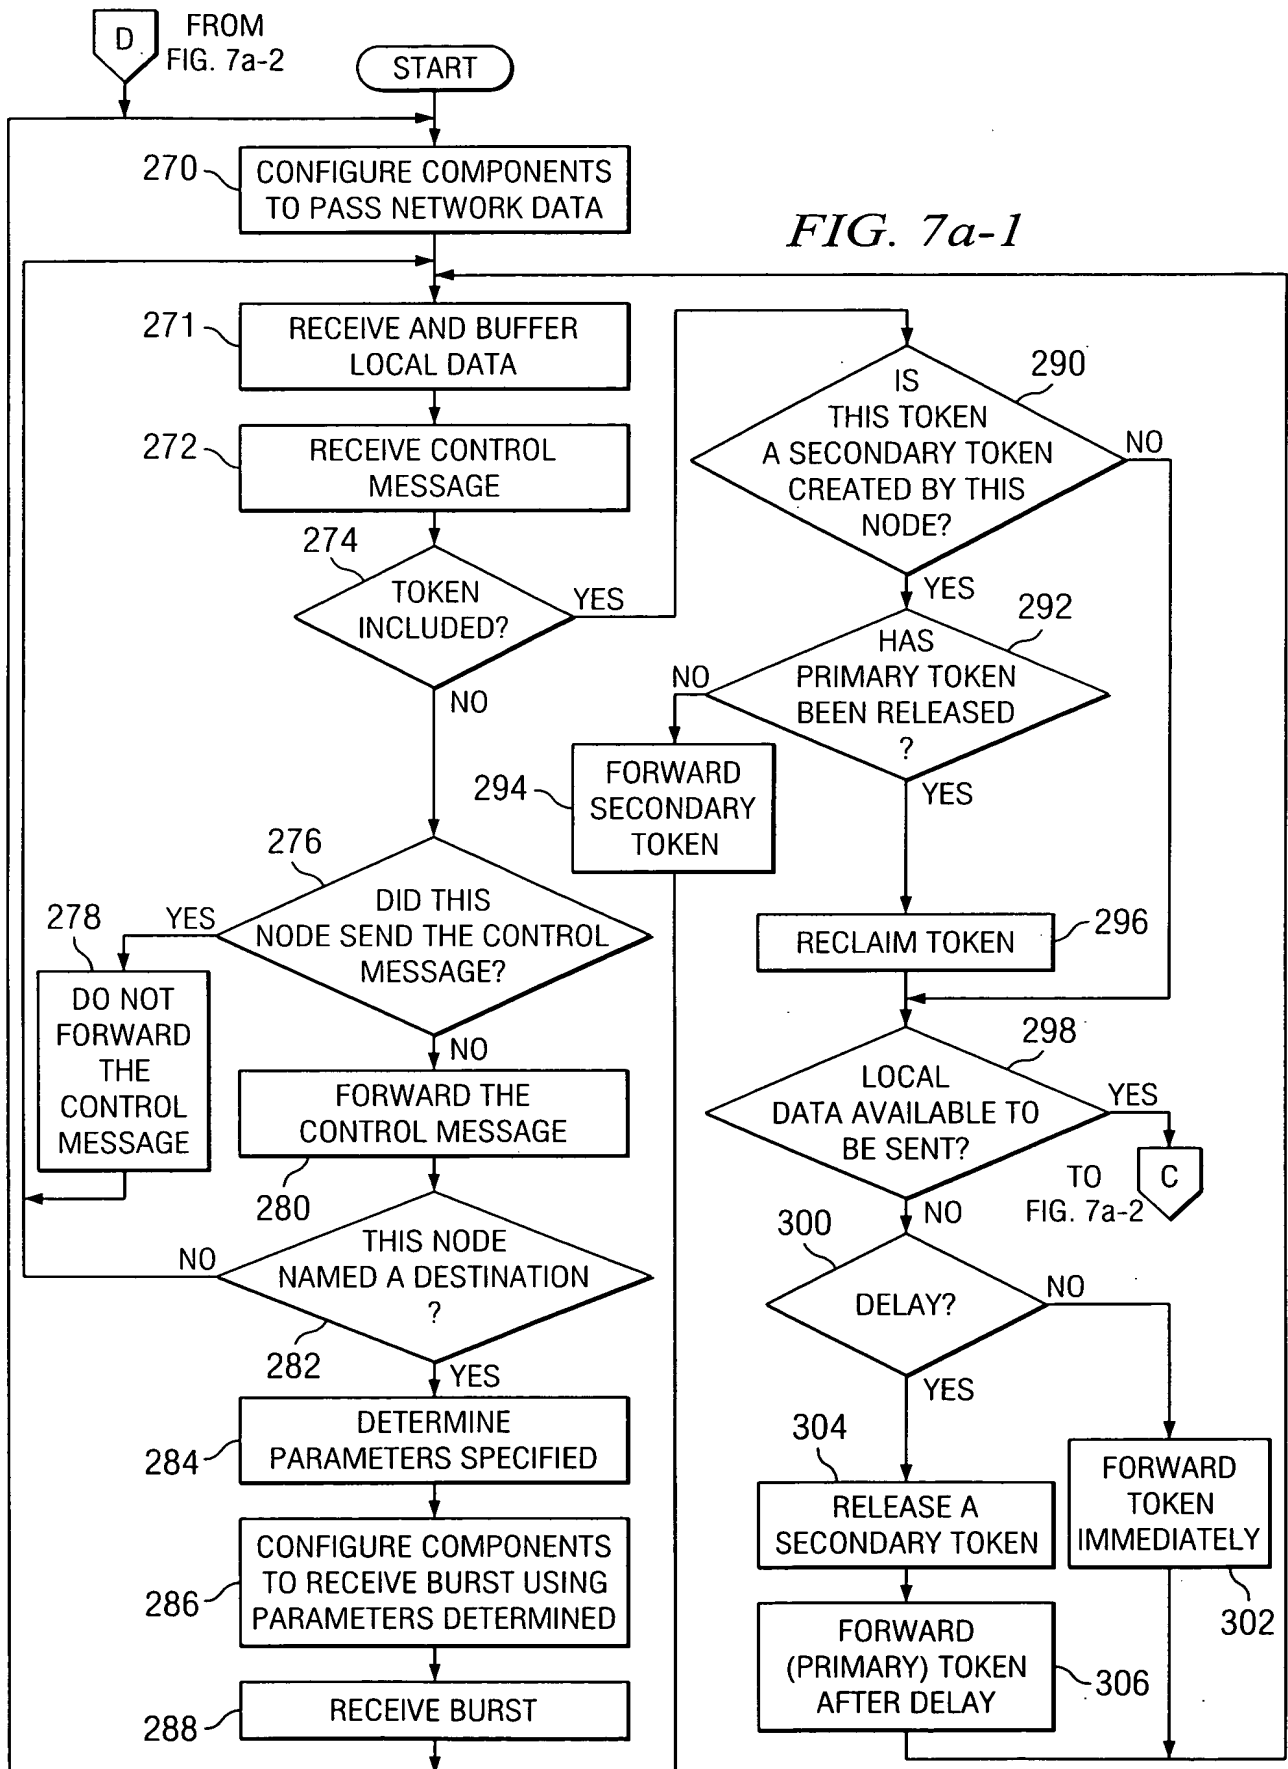 D
FROM
FIG. 7a-2
START
270
CONFIGURE COMPONENTS
TO PASS NETWORK DATA
FIG. 7a-1
271
RECEIVE AND BUFFER
LOCAL DATA
272
RECEIVE CONTROL
MESSAGE
274
TOKEN
INCLUDED?
YES
NO
276
DID THIS
NODE SEND THE CONTROL
MESSAGE?
YES
NO
278
DO NOT
FORWARD
THE
CONTROL
MESSAGE
FORWARD THE
CONTROL MESSAGE
280
THIS NODE
NAMED A DESTINATION
?
NO
282
YES
DETERMINE
PARAMETERS SPECIFIED
284
CONFIGURE COMPONENTS
TO RECEIVE BURST USING
PARAMETERS DETERMINED
286
RECEIVE BURST
288
290
IS
THIS TOKEN
A SECONDARY TOKEN
CREATED BY THIS
NODE?
NO
YES
292
HAS
PRIMARY TOKEN
BEEN RELEASED
?
NO
YES
294
FORWARD
SECONDARY
TOKEN
RECLAIM TOKEN
296
298
LOCAL
DATA AVAILABLE TO
BE SENT?
YES
C
TO
FIG. 7a-2
NO
300
DELAY?
NO
YES
304
RELEASE A
SECONDARY TOKEN
FORWARD
TOKEN
IMMEDIATELY
302
FORWARD
(PRIMARY) TOKEN
AFTER DELAY
306